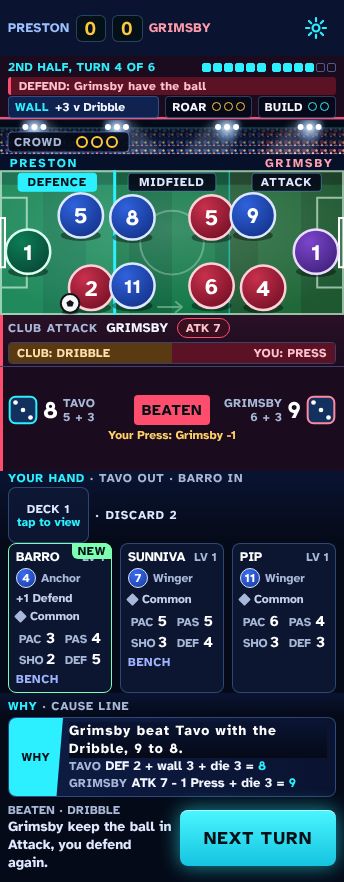 PRESTON 0 0 GRIMSBY
2ND HALF, TURN 4 OF 6
DEFEND: Grimsby have the ball
WALL +3 v Dribble ROAR BUILD
CROWD
PRESTON GRIMSBY
DEFENCE MIDFIELD ATTACK
5 8 5 9
1 1
2 11 6 4
CLUB ATTACK GRIMSBY ATK 7
CLUB: DRIBBLE YOU: PRESS
8 TAVO 5 + 3 BEATEN GRIMSBY 6 + 3 9
Your Press: Grimsby -1
YOUR HAND · TAVO OUT · BARRO IN
DECK 1
tap to view
· DISCARD 2
NEW
BARRO SUNNIVA LV 1 PIP LV 1
4 Anchor 7 Winger 11 Winger
+1 Defend
Common Common Common
PAC 3 PAS 4 PAC 5 PAS 5 PAC 6 PAS 4
SHO 2 DEF 5 SHO 3 DEF 4 SHO 3 DEF 3
BENCH BENCH
WHY · CAUSE LINE
WHY
Grimsby beat Tavo with the
Dribble, 9 to 8.
TAVO DEF 2 + wall 3 + die 3 = 8
GRIMSBY ATK 7 - 1 Press + die 3 = 9
BEATEN · DRIBBLE
Grimsby keep the ball in
Attack, you defend
again.
NEXT TURN